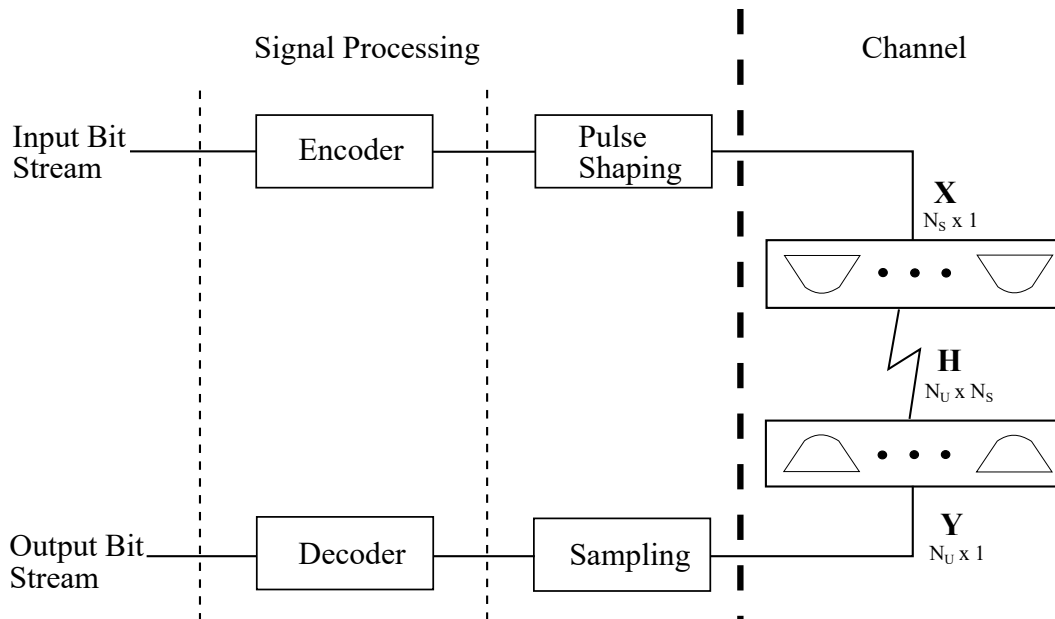 Signal Processing
Channel
Input Bit
Stream
Encoder
Pulse
Shaping
X
N_S x 1
H
N_U x N_S
Y
N_U x 1
Output Bit
Stream
Decoder
Sampling